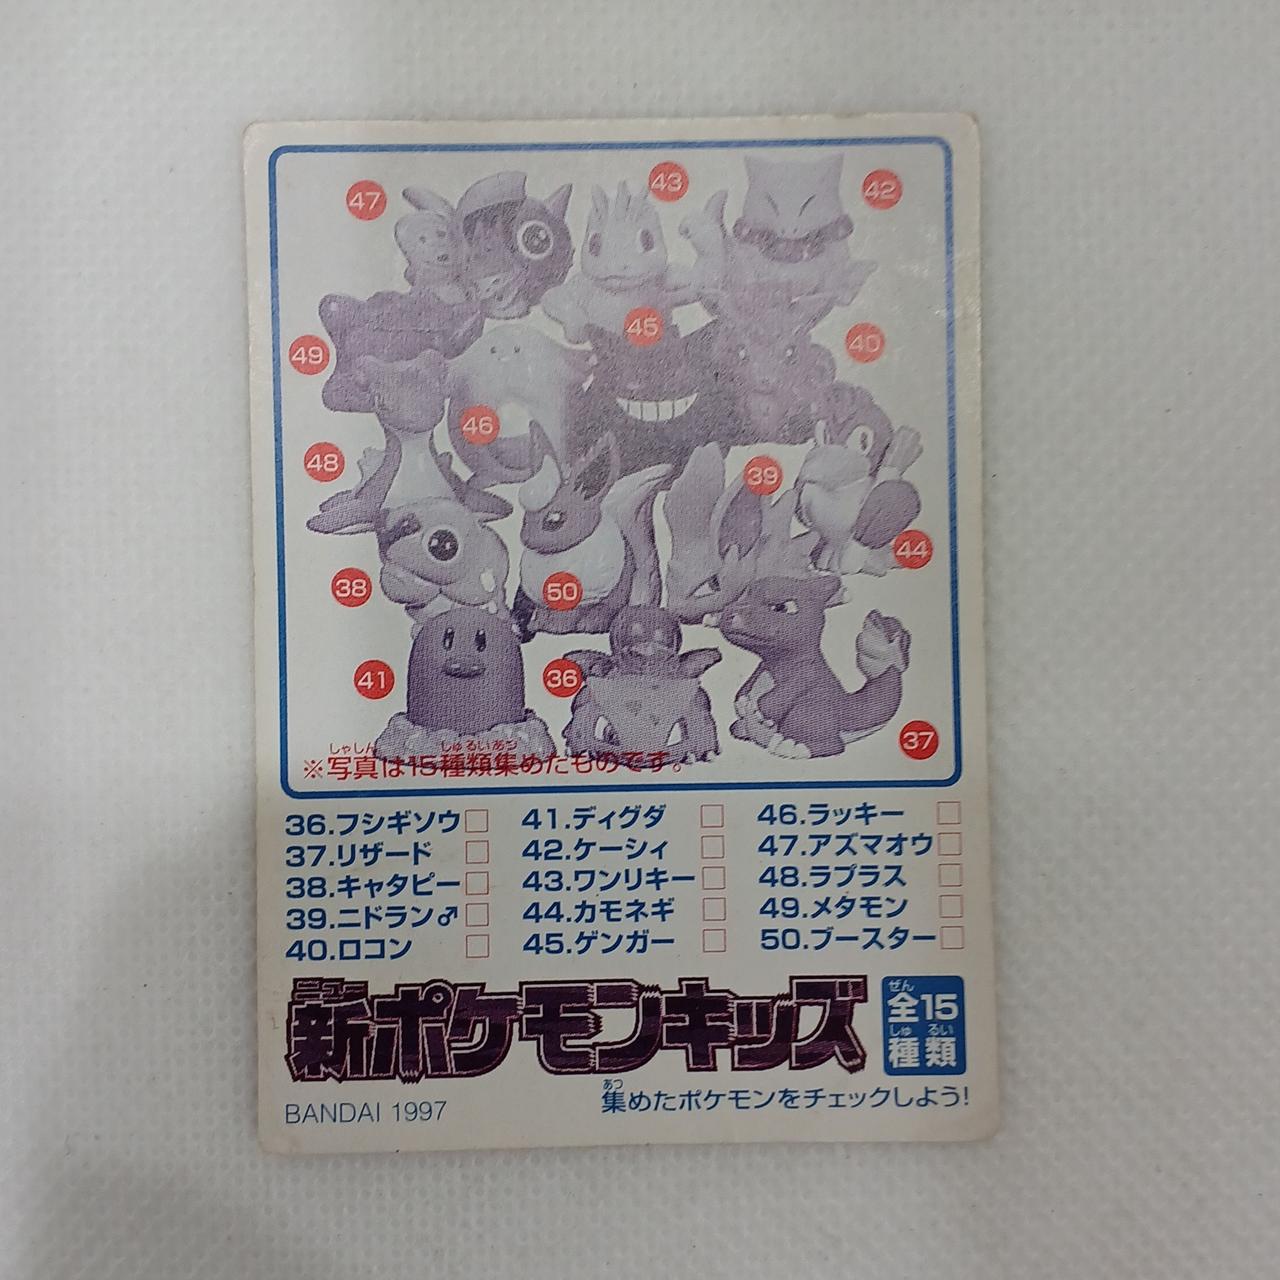 47
43
42
45
49
40
46
48
39
44
38
50
41
36
37
しゃしん しゅるいあつ
※写真は15種類集めたものです。
36.フシギソウ□ 41.ディグダ □ 46.ラッキー □
37.リザード □ 42.ケーシィ □ 47.アズマオウ□
38.キャタピー□ 43.ワンリキー□ 48.ラプラス □
39.ニドラン♂□ 44.カモネギ □ 49.メタモン □
40.ロコン □ 45.ゲンガー □ 50.ブースター□
ニュー
新ポケモンキッズ
ぜん
全15
しゅ るい
種類
あつ
集めたポケモンをチェックしよう!
BANDAI 1997